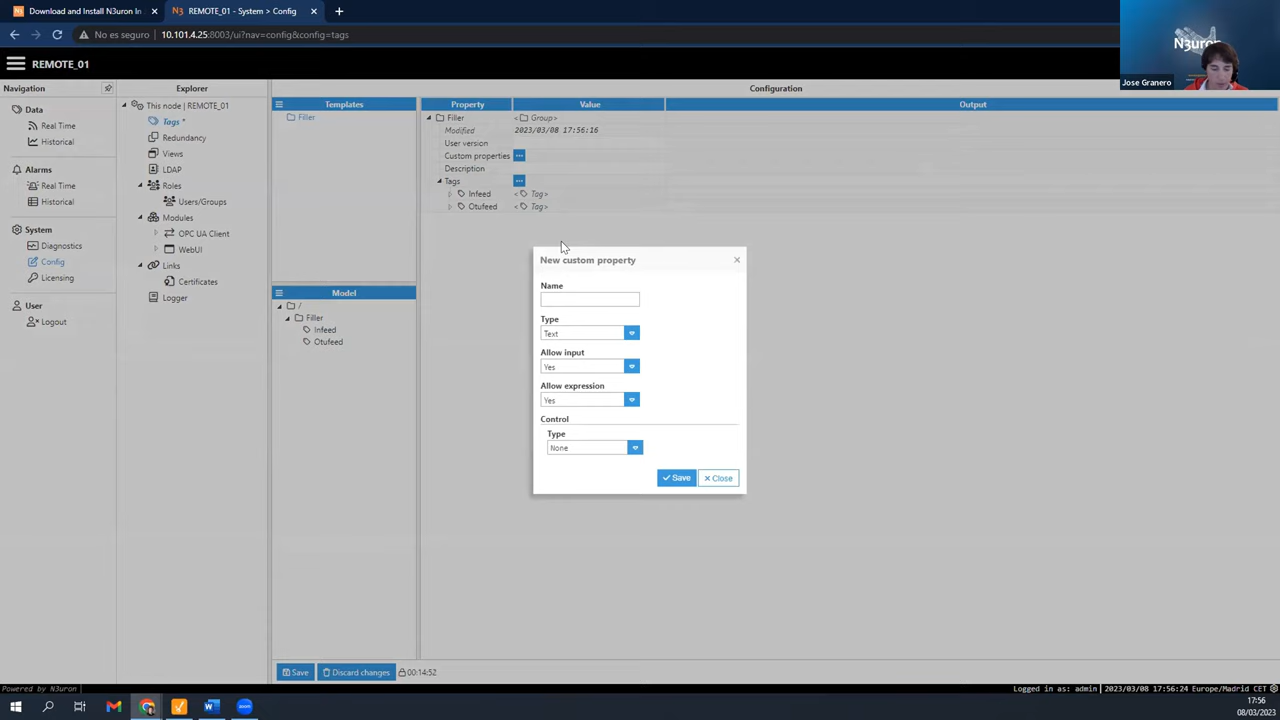 Download and Install N3uron In
REMOTE_01 - System > Config
No es seguro
10.101.4.25:8003/ui?nav=config&config=tags
N3uron
Jose Granero
REMOTE_01
Navigation
Data
Real Time
Historical
Alarms
Real Time
Historical
System
Diagnostics
Config
Licensing
User
Logout
Explorer
This node | REMOTE_01
Tags *
Redundancy
Views
LDAP
Roles
Users/Groups
Modules
OPC UA Client
WebUI
Links
Certificates
Logger
Configuration
Templates
Filler
Model
/
Filler
Infeed
Otufeed
Property Value Output
Filler < Group>
Modified 2023/03/08 17:56:16
User version
Custom properties ...
Description
Tags ...
Infeed < Tag>
Otufeed < Tag>
New custom property
Name
Type
Text
Allow input
Yes
Allow expression
Yes
Control
Type
None
Save Close
Save Discard changes 00:14:52
Powered by N3uron
Logged in as: admin 2023/03/08 17:56:24 Europe/Madrid CET
17:56
08/03/2023